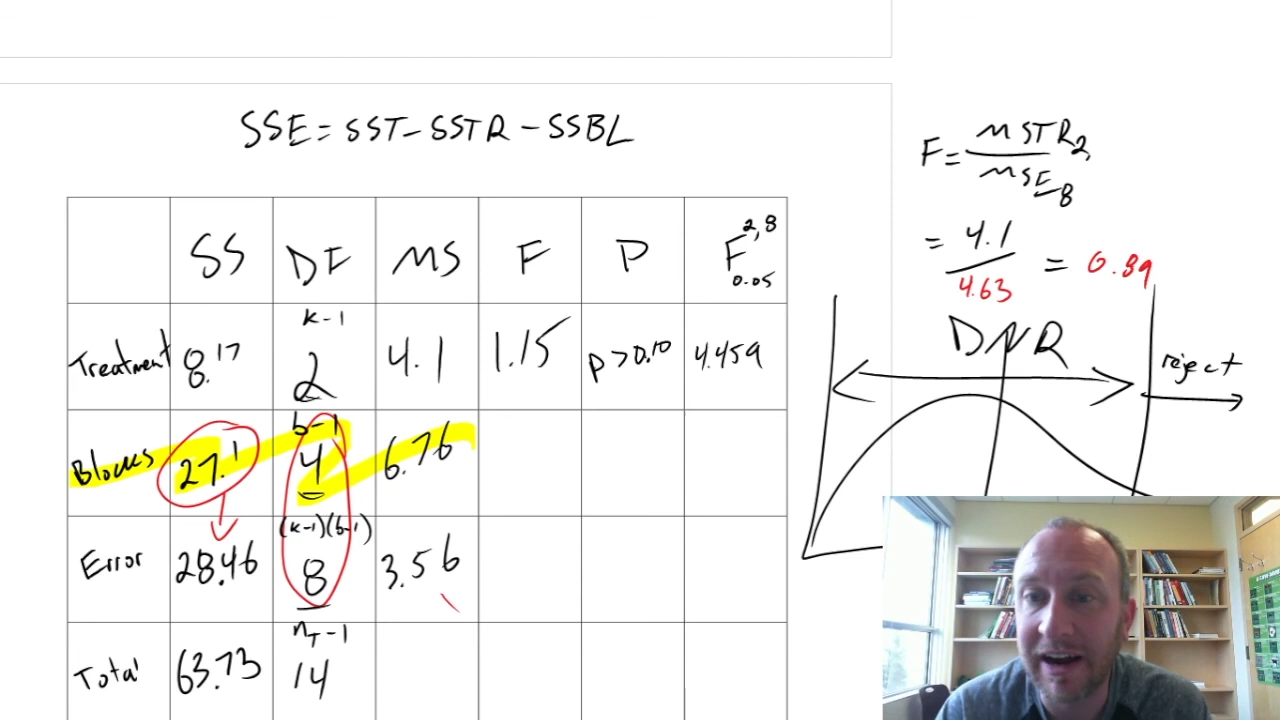 SSE = SST - SSTR - SSBL
SS DF MS F P F 2,8 0.05
k-1
Treatment 8.17 2 4.1 1.15 P>0.10 4.459
b-1
Blocks 27.1 4 6.76
(k-1)(b-1)
Error 28.46 8 3.56
nT-1
Total 63.73 14
F = MSTR 2
MSE 8
= 4.1
4.63
= 0.89
DNR
reject